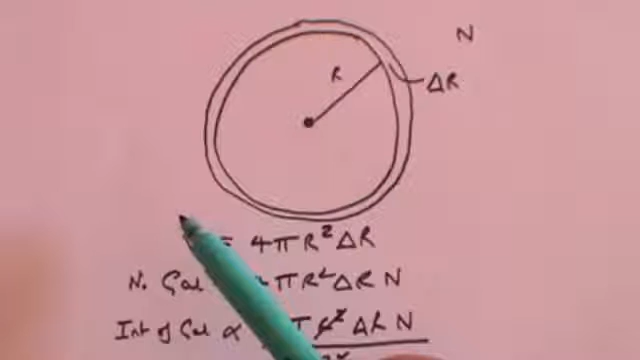 N
R
ΔR
= 4πR²ΔR
N. Gal πR²ΔR N
Int of Gal ∝ ΔR N